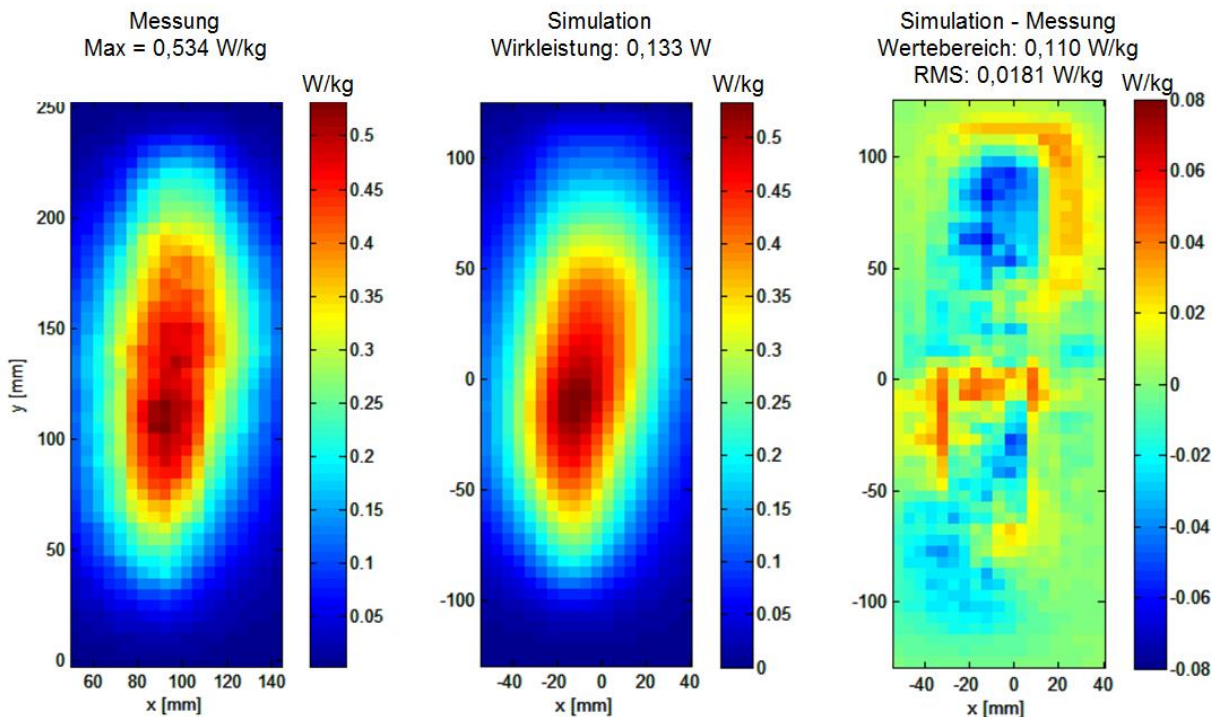 Messung
Max = 0,534 W/kg
W/kg
250
200
150
100
50
0
y [mm]
60 80 100 120 140
x [mm]
0.5
0.45
0.4
0.35
0.3
0.25
0.2
0.15
0.1
0.05
Simulation
Wirkleistung: 0,133 W
W/kg
100
50
0
-50
-100
-40 -20 0 20 40
x [mm]
0.5
0.45
0.4
0.35
0.3
0.25
0.2
0.15
0.1
0.05
0
Simulation - Messung
Wertebereich: 0,110 W/kg
RMS: 0,0181 W/kg
W/kg
100
50
0
-50
-100
-40 -20 0 20 40
x [mm]
0.08
0.06
0.04
0.02
0
-0.02
-0.04
-0.06
-0.08